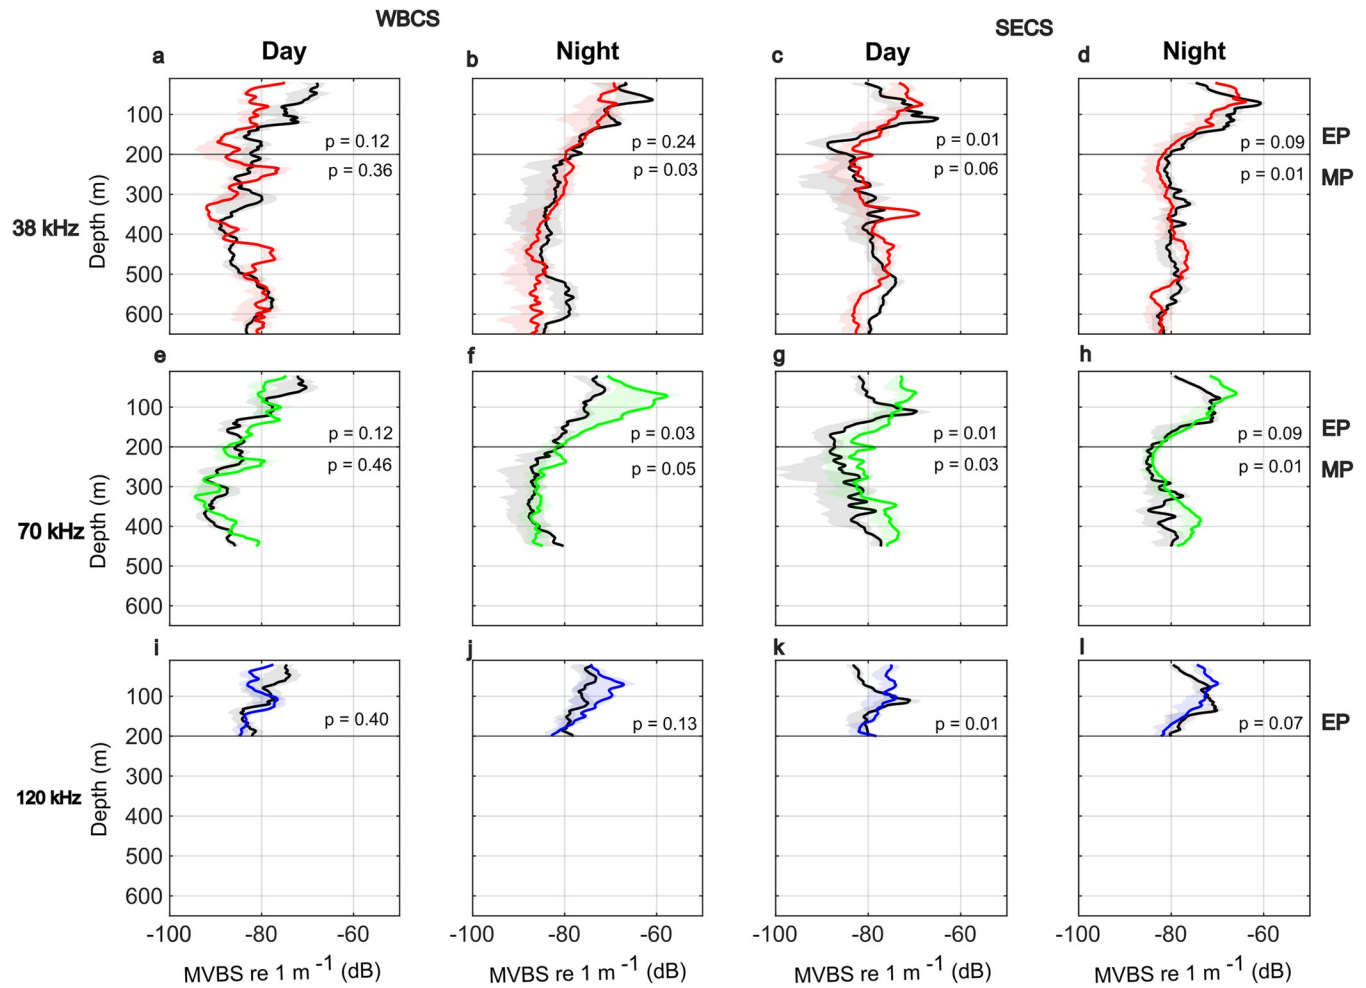 WBCS
SECS
a Day b Night c Day d Night
100
200
300
400
500
600
Depth (m)
38 kHz
p = 0.12
p = 0.36
p = 0.24
p = 0.03
p = 0.01
p = 0.06
p = 0.09
p = 0.01
EP
MP
e f g h
100
200
300
400
500
600
Depth (m)
70 kHz
p = 0.12
p = 0.46
p = 0.03
p = 0.05
p = 0.01
p = 0.03
p = 0.09
p = 0.01
EP
MP
i j k l
100
200
300
400
500
600
Depth (m)
120 kHz
p = 0.40
p = 0.13
p = 0.01
p = 0.07
EP
-100 -80 -60 -100 -80 -60 -100 -80 -60 -100 -80 -60
MVBS re 1 m -1 (dB) MVBS re 1 m -1 (dB) MVBS re 1 m -1 (dB) MVBS re 1 m -1 (dB)